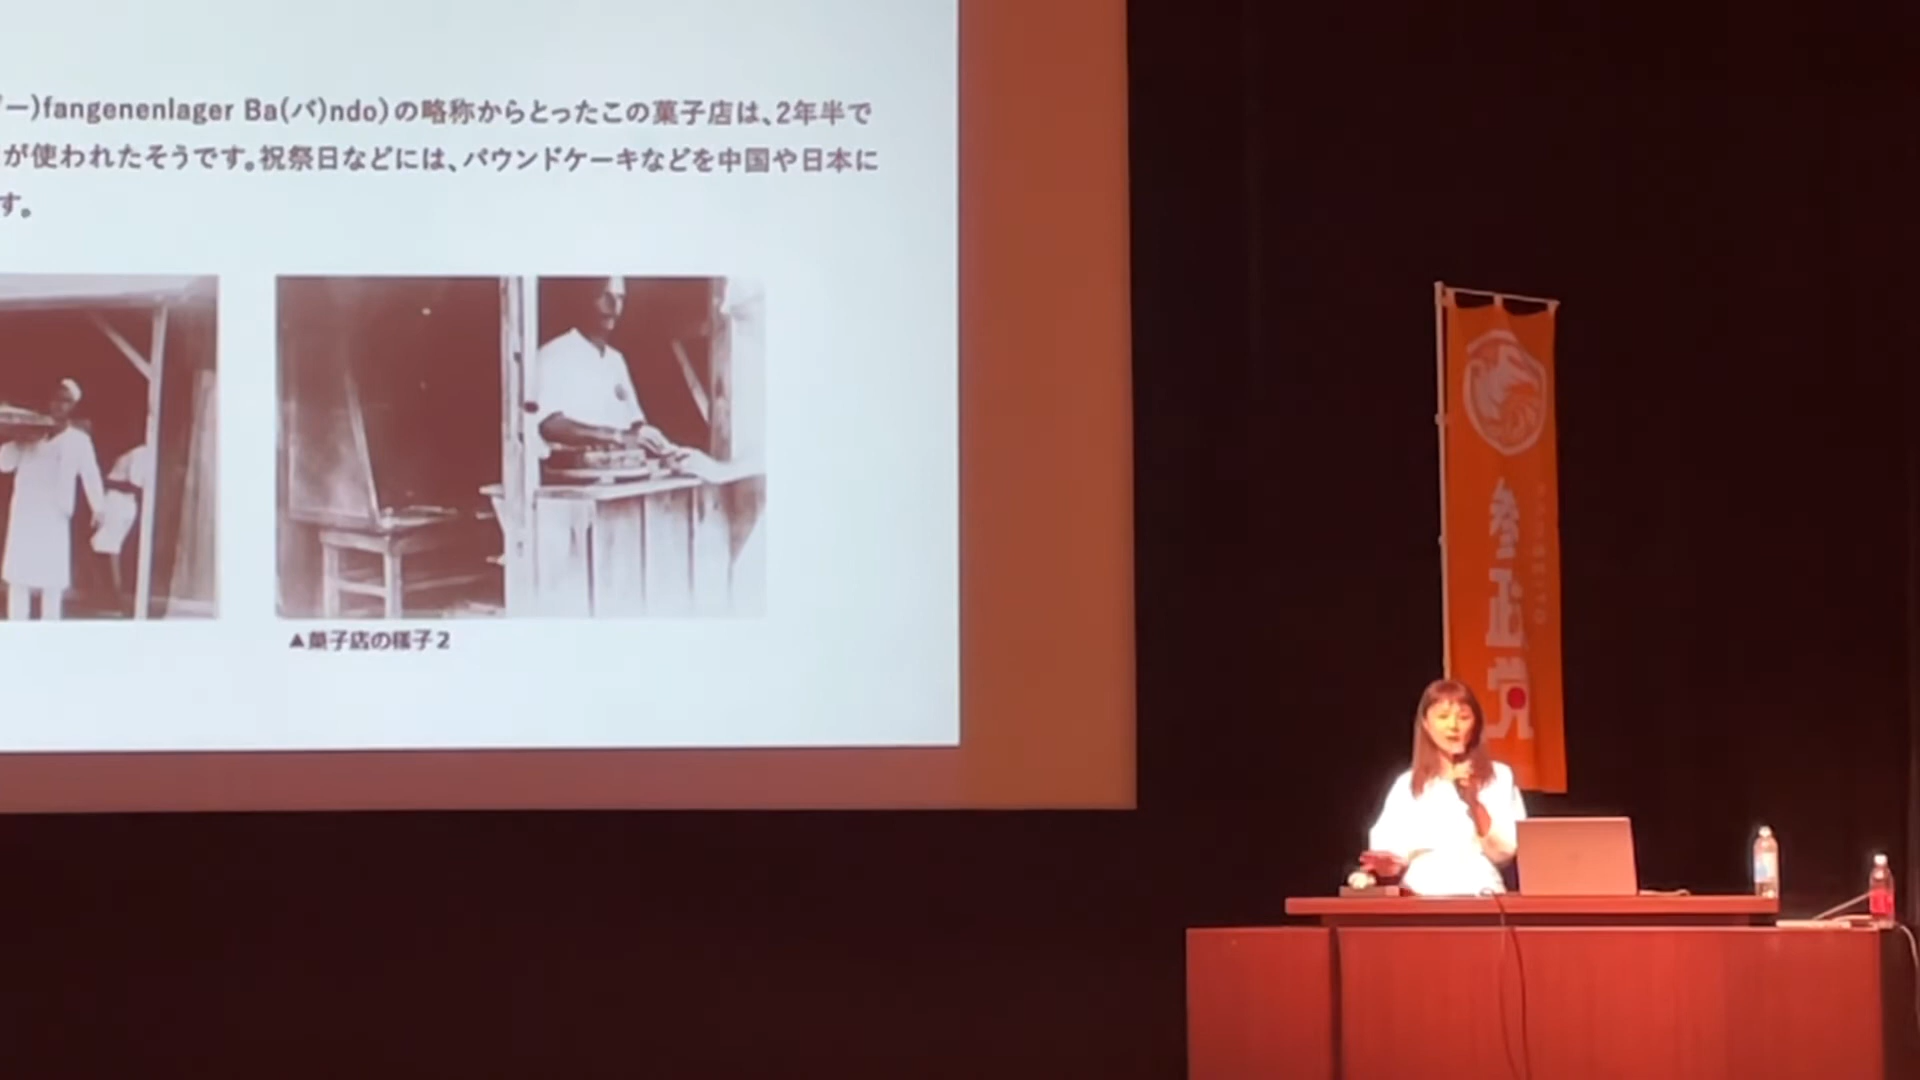 ー)fangenenlager Ba(バ)ndo)の略称からとったこの菓子店は、2年半で
が使われたそうです。祝祭日などには、パウンドケーキなどを中国や日本に
す。
▲菓子店の様子2
参政党